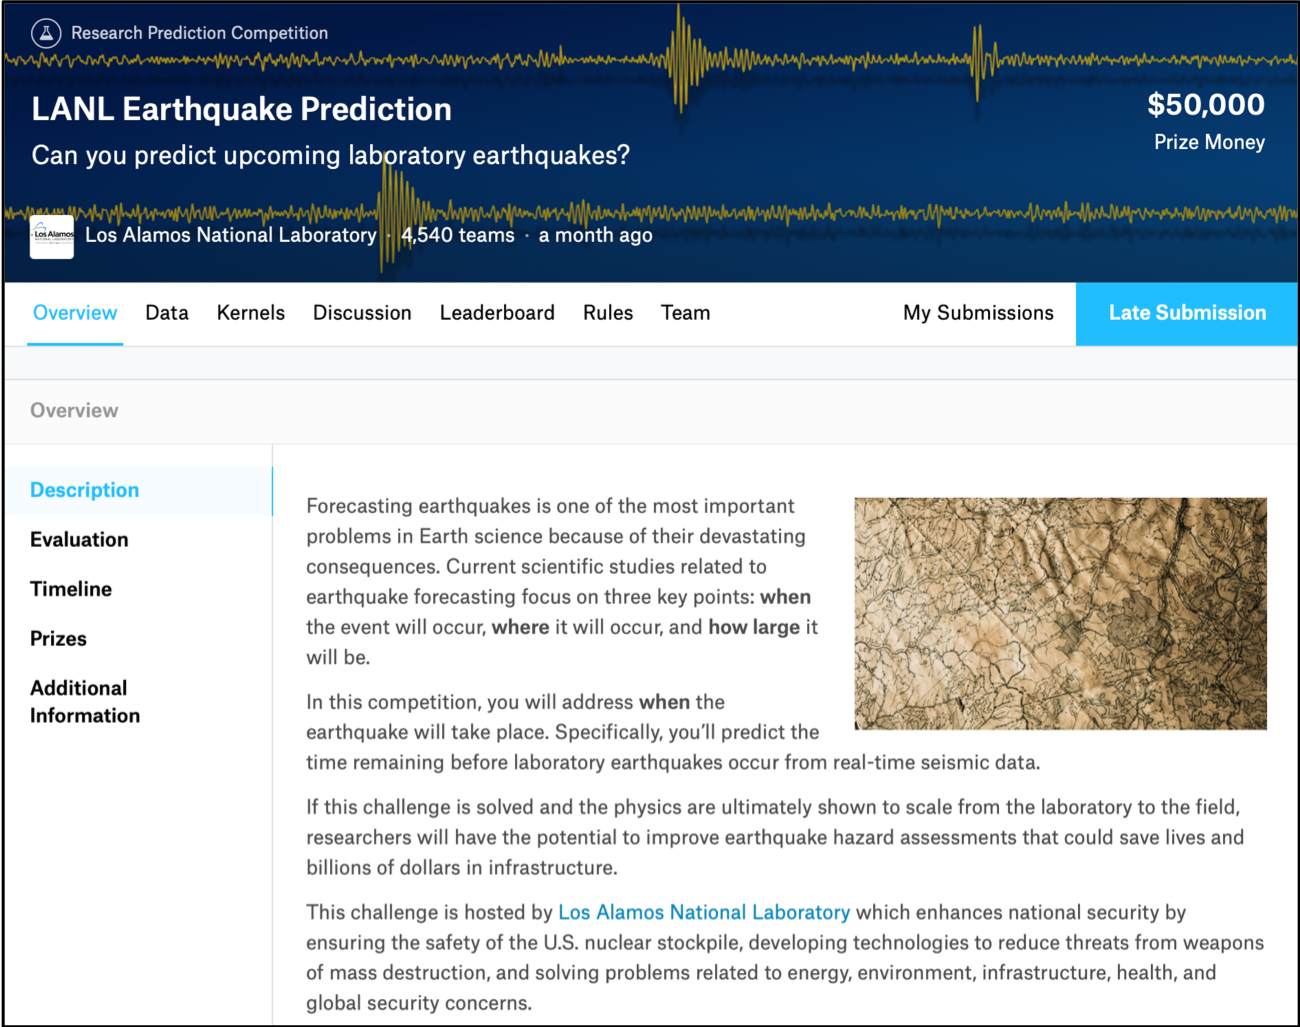 Research Prediction Competition
LANL Earthquake Prediction
$50,000
Can you predict upcoming laboratory earthquakes?
Prize Money
Los Alamos
NATIONAL LABORATORY
Los Alamos National Laboratory · 4,540 teams · a month ago
Overview Data Kernels Discussion Leaderboard Rules Team My Submissions Late Submission
Overview
Description
Evaluation
Timeline
Prizes
Additional
Information
Forecasting earthquakes is one of the most important
problems in Earth science because of their devastating
consequences. Current scientific studies related to
earthquake forecasting focus on three key points: when
the event will occur, where it will occur, and how large it
will be.
In this competition, you will address when the
earthquake will take place. Specifically, you’ll predict the
time remaining before laboratory earthquakes occur from real-time seismic data.
If this challenge is solved and the physics are ultimately shown to scale from the laboratory to the field,
researchers will have the potential to improve earthquake hazard assessments that could save lives and
billions of dollars in infrastructure.
This challenge is hosted by Los Alamos National Laboratory which enhances national security by
ensuring the safety of the U.S. nuclear stockpile, developing technologies to reduce threats from weapons
of mass destruction, and solving problems related to energy, environment, infrastructure, health, and
global security concerns.